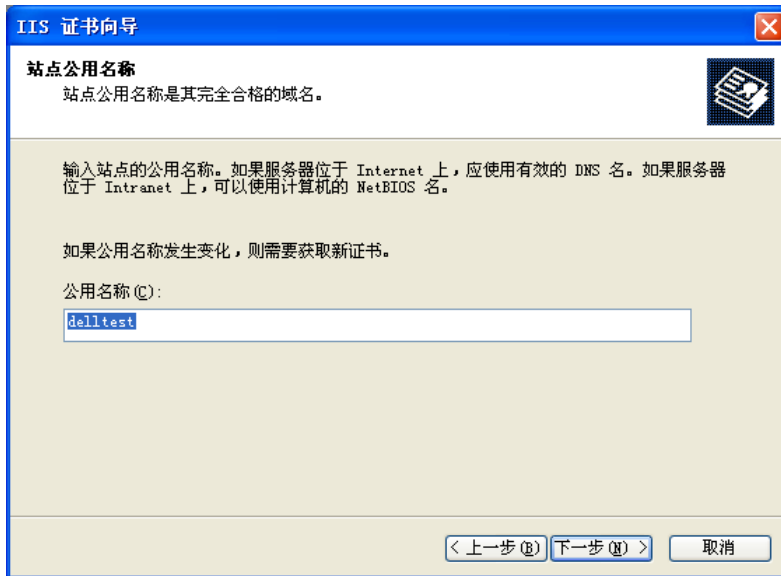 IIS 证书向导
站点公用名称
站点公用名称是其完全合格的域名。
输入站点的公用名称。如果服务器位于 Internet 上，应使用有效的 DNS 名。如果服务器
位于 Intranet 上，可以使用计算机的 NetBIOS 名。
如果公用名称发生变化，则需要获取新证书。
公用名称(C):
delltest
< 上一步(B) 下一步(N) > 取消